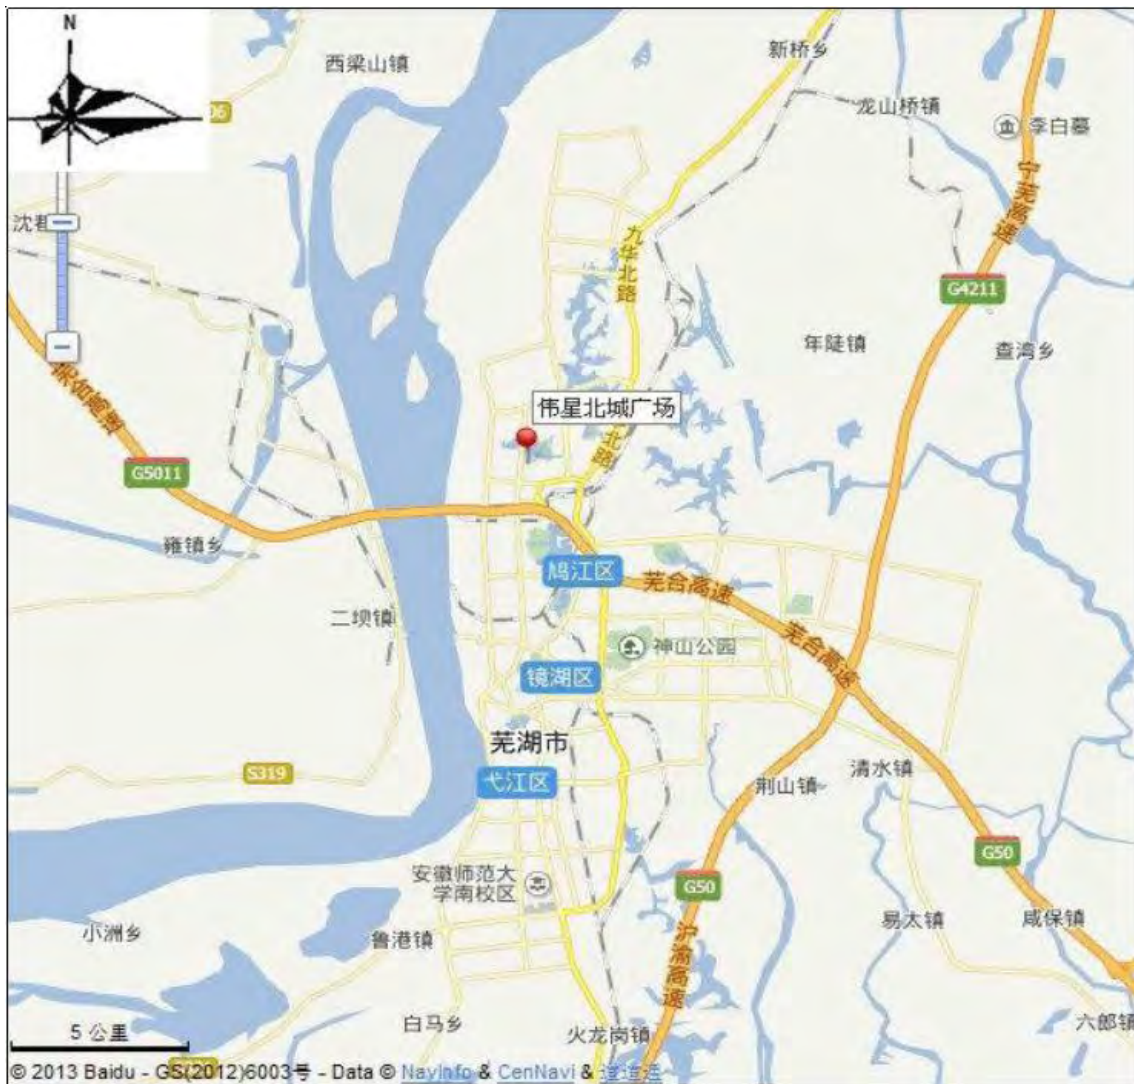 N
西梁山镇
新桥乡
龙山桥镇
李白墓
宁芜高速
沈巷
九华北路
G4211
年陡镇
查湾乡
伟星北城广场
北路
G5011
雍镇乡
鸠江区
芜合高速
二坝镇
神山公园
芜合高速
镜湖区
芜湖市
S319
弋江区
荆山镇
清水镇
G50
G50
安徽师范大
学南校区
沪渝高速
小洲乡
鲁港镇
易太镇
咸保镇
白马乡
火龙岗镇
六郎镇
5 公里
© 2013 Baidu - GS(2012)6003号 - Data © NavInfo & CenNavi & 道道通